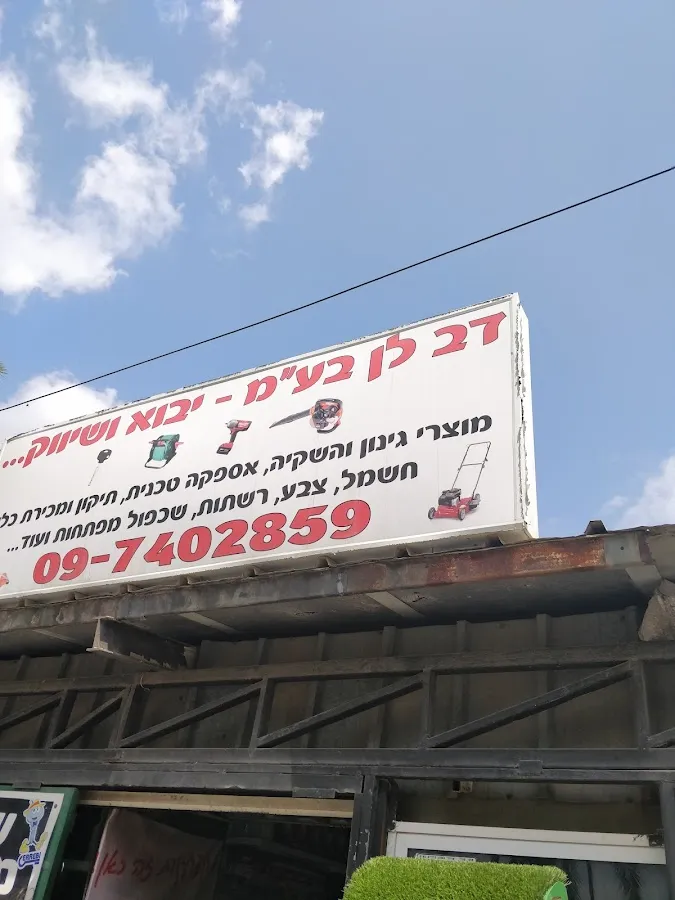 דב לן בע"מ - יבוא ושיווק...
מוצרי גינון והשקיה, אספקה טכנית, תיקון ומכירת
חשמל, צבע, רשתות, שכפול מפתחות ועוד...
09-7402859